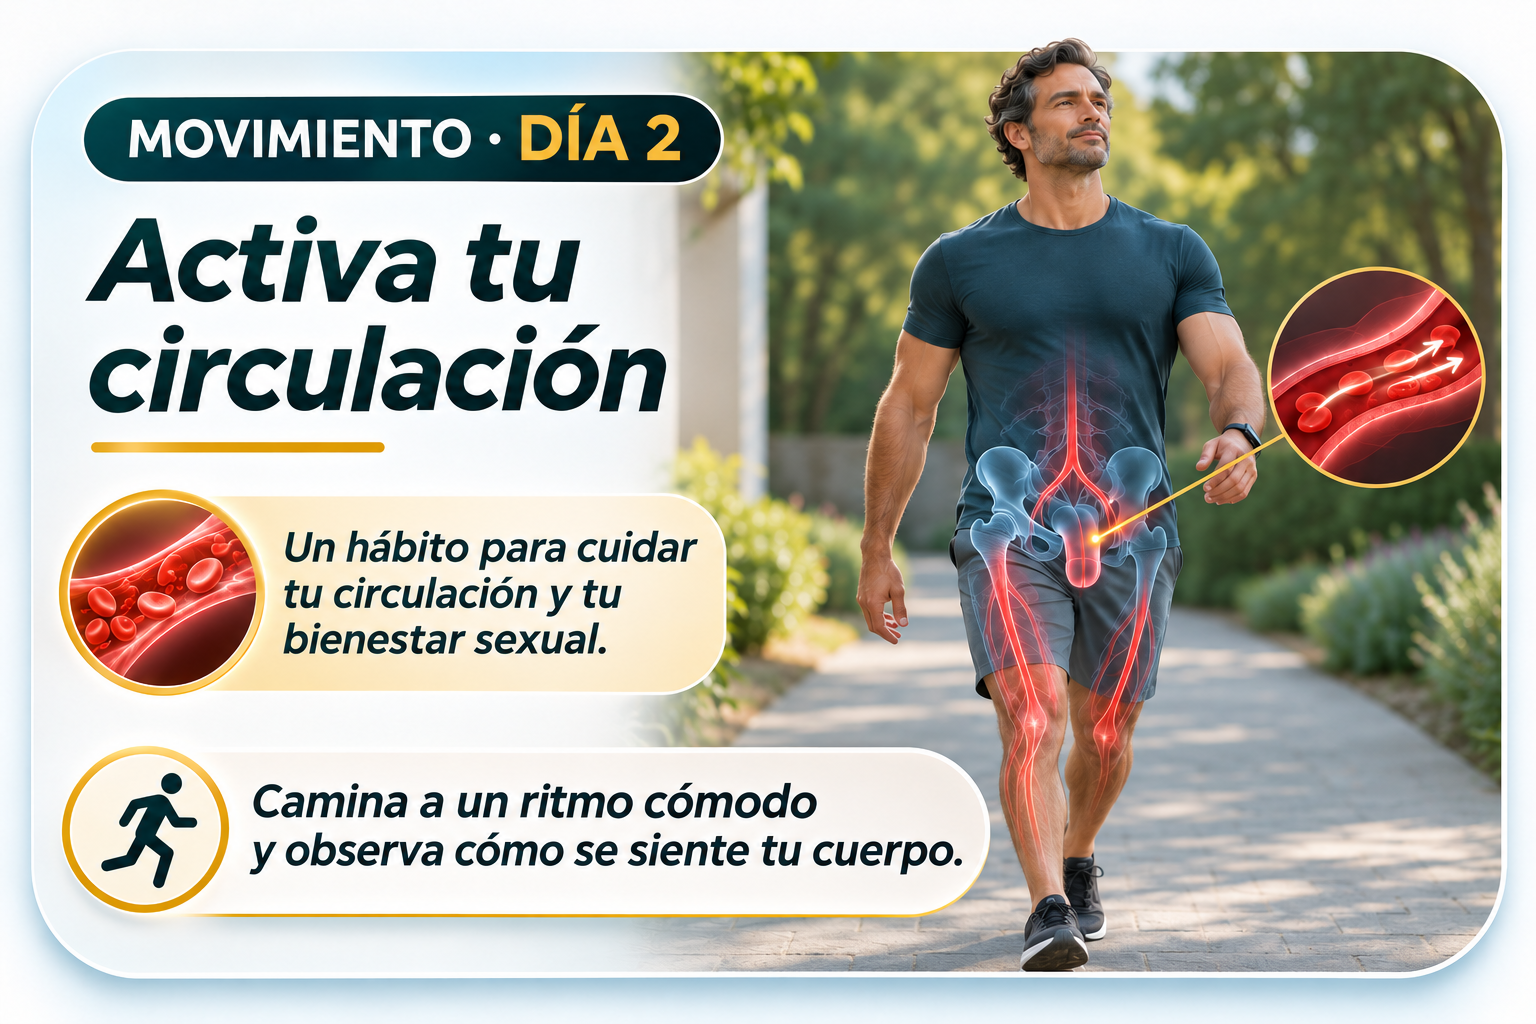 MOVIMIENTO · DÍA 2
Activa tu
circulación
Un hábito para cuidar
tu circulación y tu
bienestar sexual.
Camina a un ritmo cómodo
y observa cómo se siente tu cuerpo.